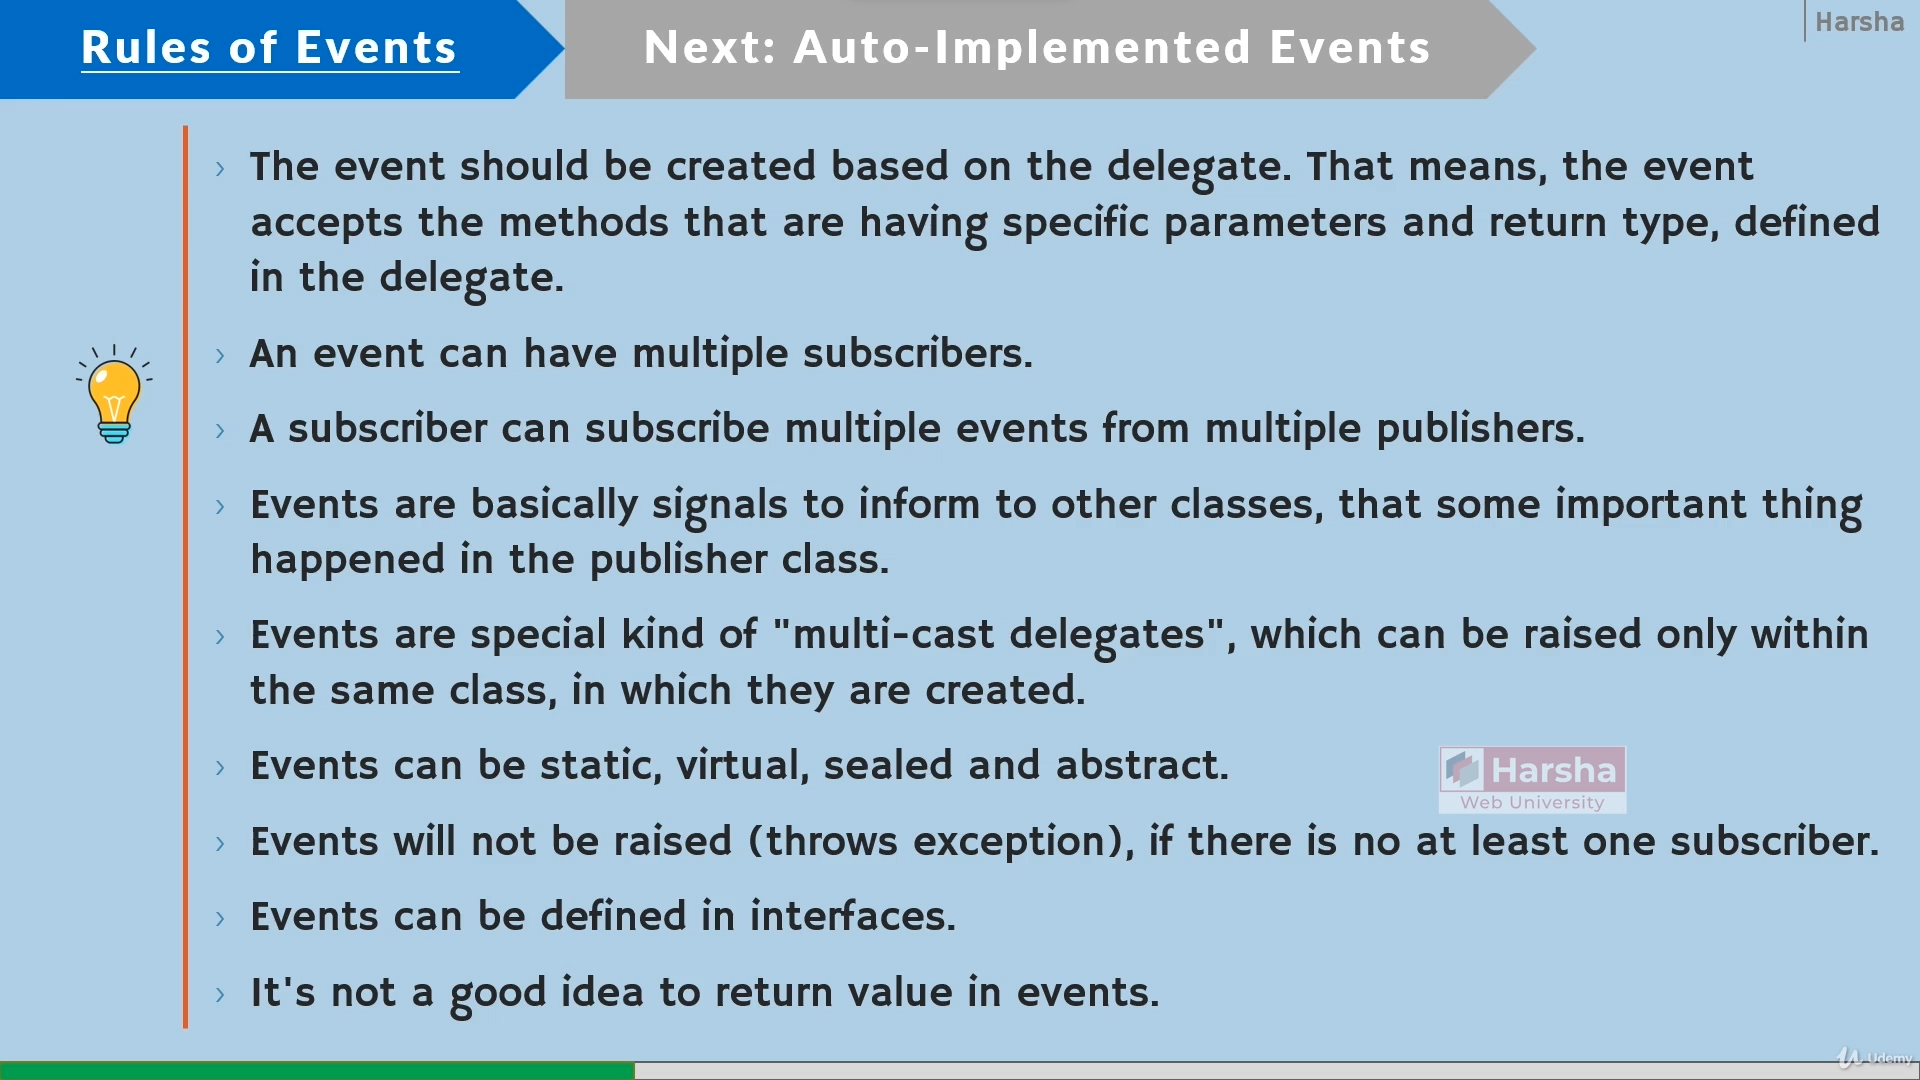 Rules of Events
Next: Auto-Implemented Events
Harsha
› The event should be created based on the delegate. That means, the event
accepts the methods that are having specific parameters and return type, defined
in the delegate.
› An event can have multiple subscribers.
› A subscriber can subscribe multiple events from multiple publishers.
› Events are basically signals to inform to other classes, that some important thing
happened in the publisher class.
› Events are special kind of "multi-cast delegates", which can be raised only within
the same class, in which they are created.
› Events can be static, virtual, sealed and abstract.
Harsha
Web University
› Events will not be raised (throws exception), if there is no at least one subscriber.
› Events can be defined in interfaces.
› It's not a good idea to return value in events.
Udemy